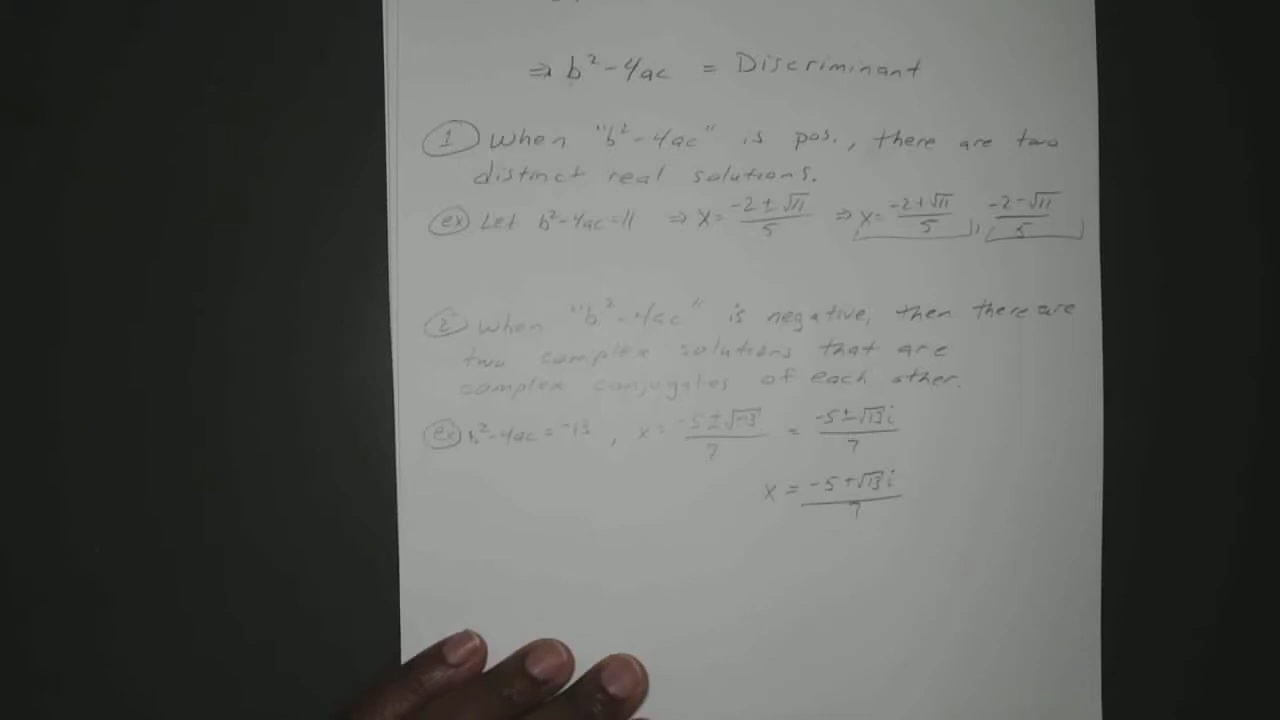 ⇒ b²-4ac = Discriminant
① When "b²-4ac" is pos., there are two
distinct real solutions.
ex Let b²-4ac=11 ⇒ x= (-2±√11)/5 ⇒ x= (-2+√11)/5, (-2-√11)/5
② When "b²-4ac" is negative, then there are
two complex solutions that are
complex conjugates of each other.
ex b²-4ac=-13, x= (-5±√-13)/7 = (-5±√13i)/7
x= (-5+√13i)/7